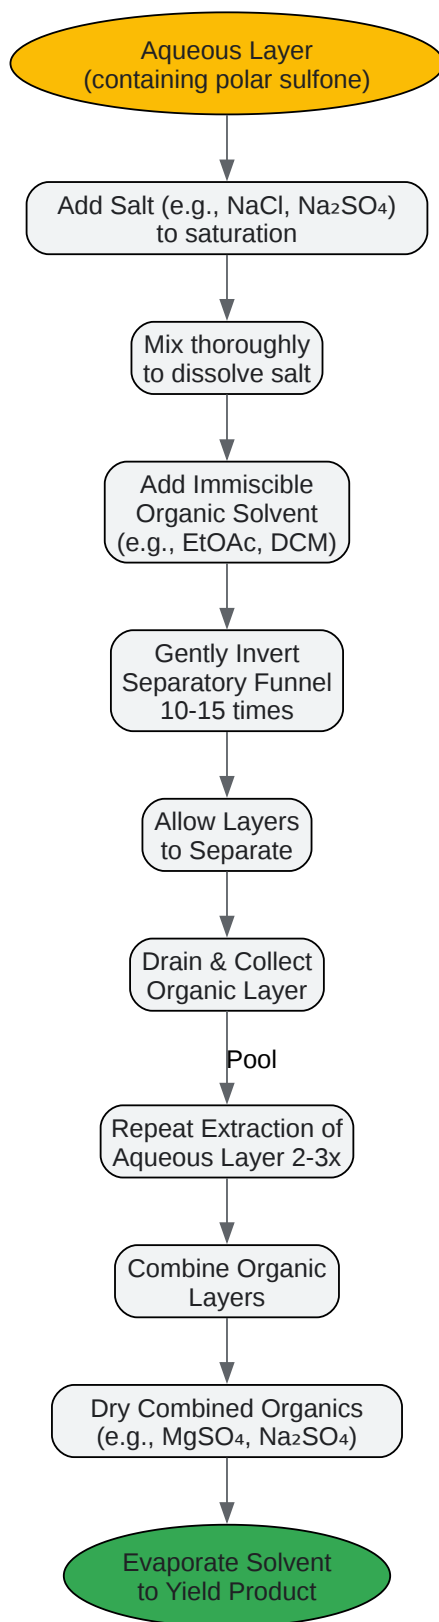 Aqueous Layer
(containing polar sulfone)
Add Salt (e.g., NaCl, Na₂SO₄)
to saturation
Mix thoroughly
to dissolve salt
Add Immiscible
Organic Solvent
(e.g., EtOAc, DCM)
Gently Invert
Separatory Funnel
10-15 times
Allow Layers
to Separate
Drain & Collect
Organic Layer
Pool
Repeat Extraction of
Aqueous Layer 2-3x
Combine Organic
Layers
Dry Combined Organics
(e.g., MgSO₄, Na₂SO₄)
Evaporate Solvent
to Yield Product